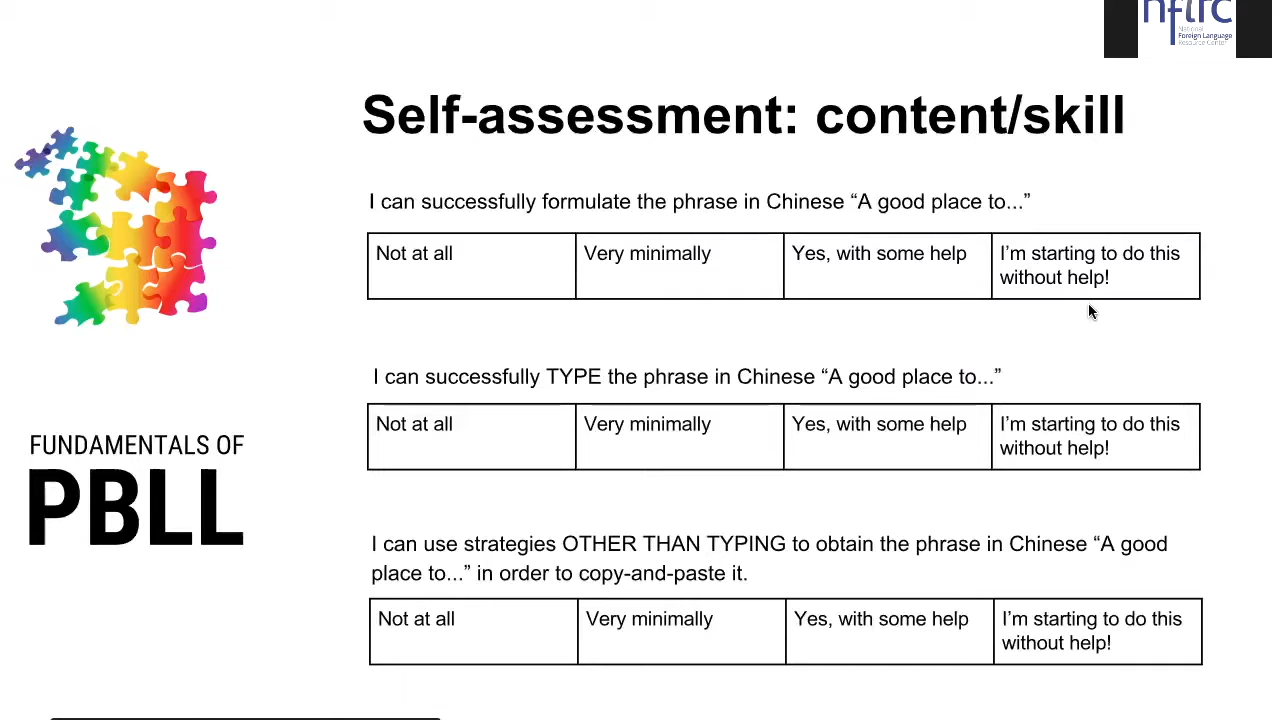 nflrc
National
Foreign Language
Resource Center
Self-assessment: content/skill
I can successfully formulate the phrase in Chinese “A good place to...”
Not at all
Very minimally
Yes, with some help
I’m starting to do this
without help!
I can successfully TYPE the phrase in Chinese “A good place to...”
Not at all
Very minimally
Yes, with some help
I’m starting to do this
without help!
FUNDAMENTALS OF
PBLL
I can use strategies OTHER THAN TYPING to obtain the phrase in Chinese “A good
place to...” in order to copy-and-paste it.
Not at all
Very minimally
Yes, with some help
I’m starting to do this
without help!